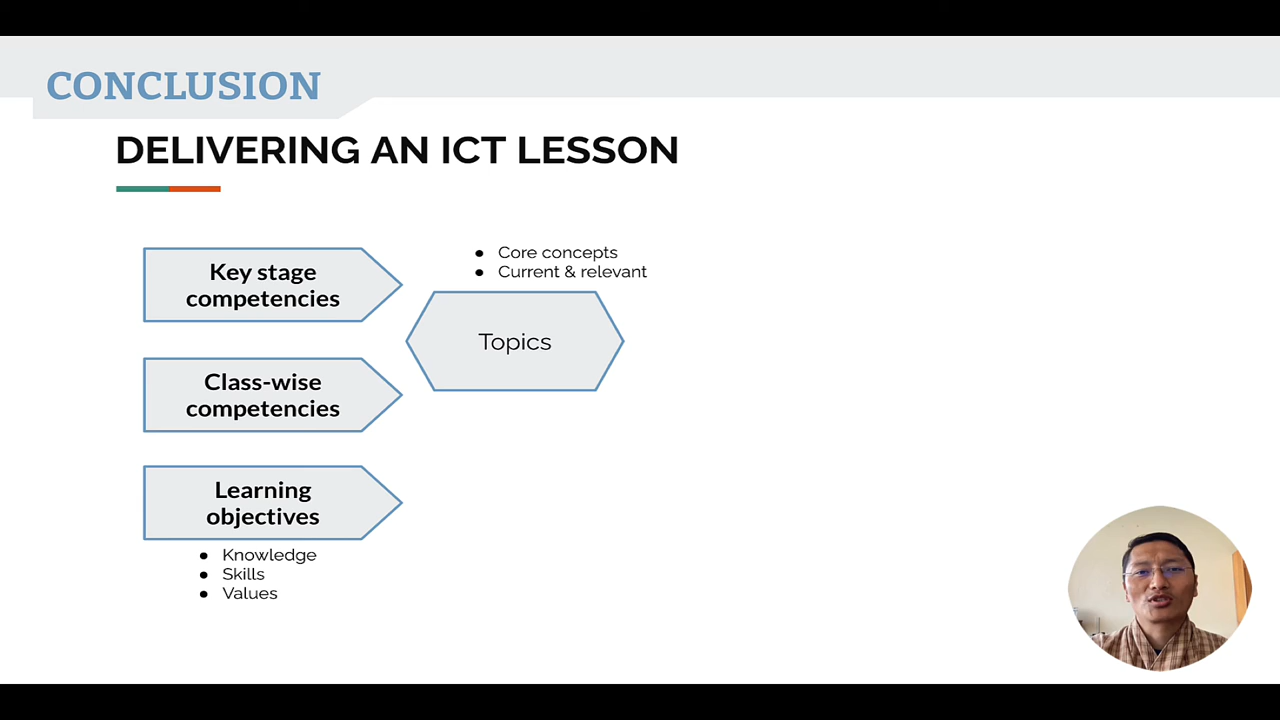 CONCLUSION
DELIVERING AN ICT LESSON
Key stage
competencies
Class-wise
competencies
Learning
objectives
● Knowledge
● Skills
● Values
● Core concepts
● Current & relevant
Topics